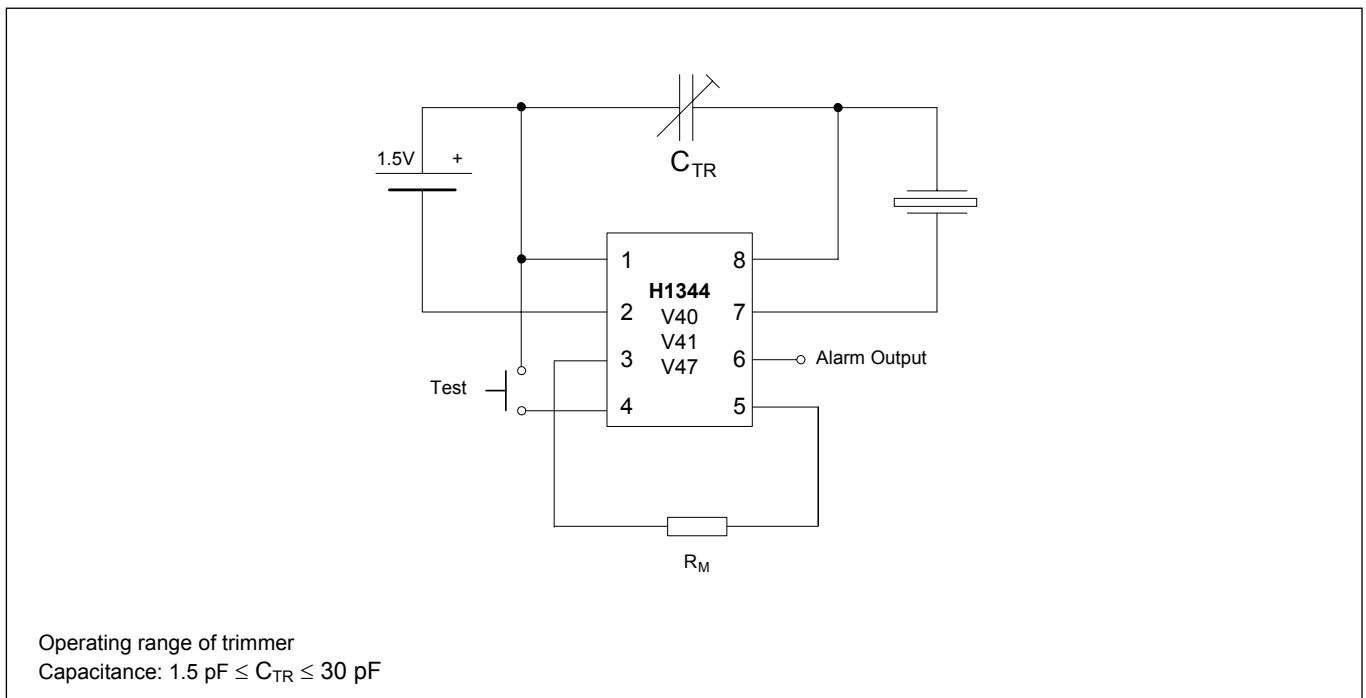 1.5V +
C_TR
1 8
H1344
2 V40 7
V41
3 V47 6 Alarm Output
Test 4 5
R_M
Operating range of trimmer
Capacitance: 1.5 pF ≤ C_TR ≤ 30 pF